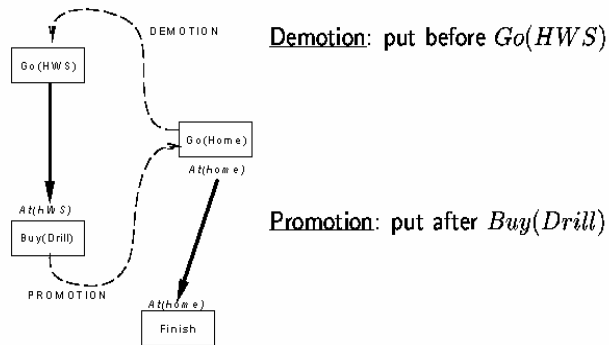 DEMOTION
Demotion: put before Go(HWS)
Go(HWS)
Go(Home)
At(home)
At(hWS)
Buy(Drill)
Promotion: put after Buy(Drill)
PROMOTION
At(home)
Finish